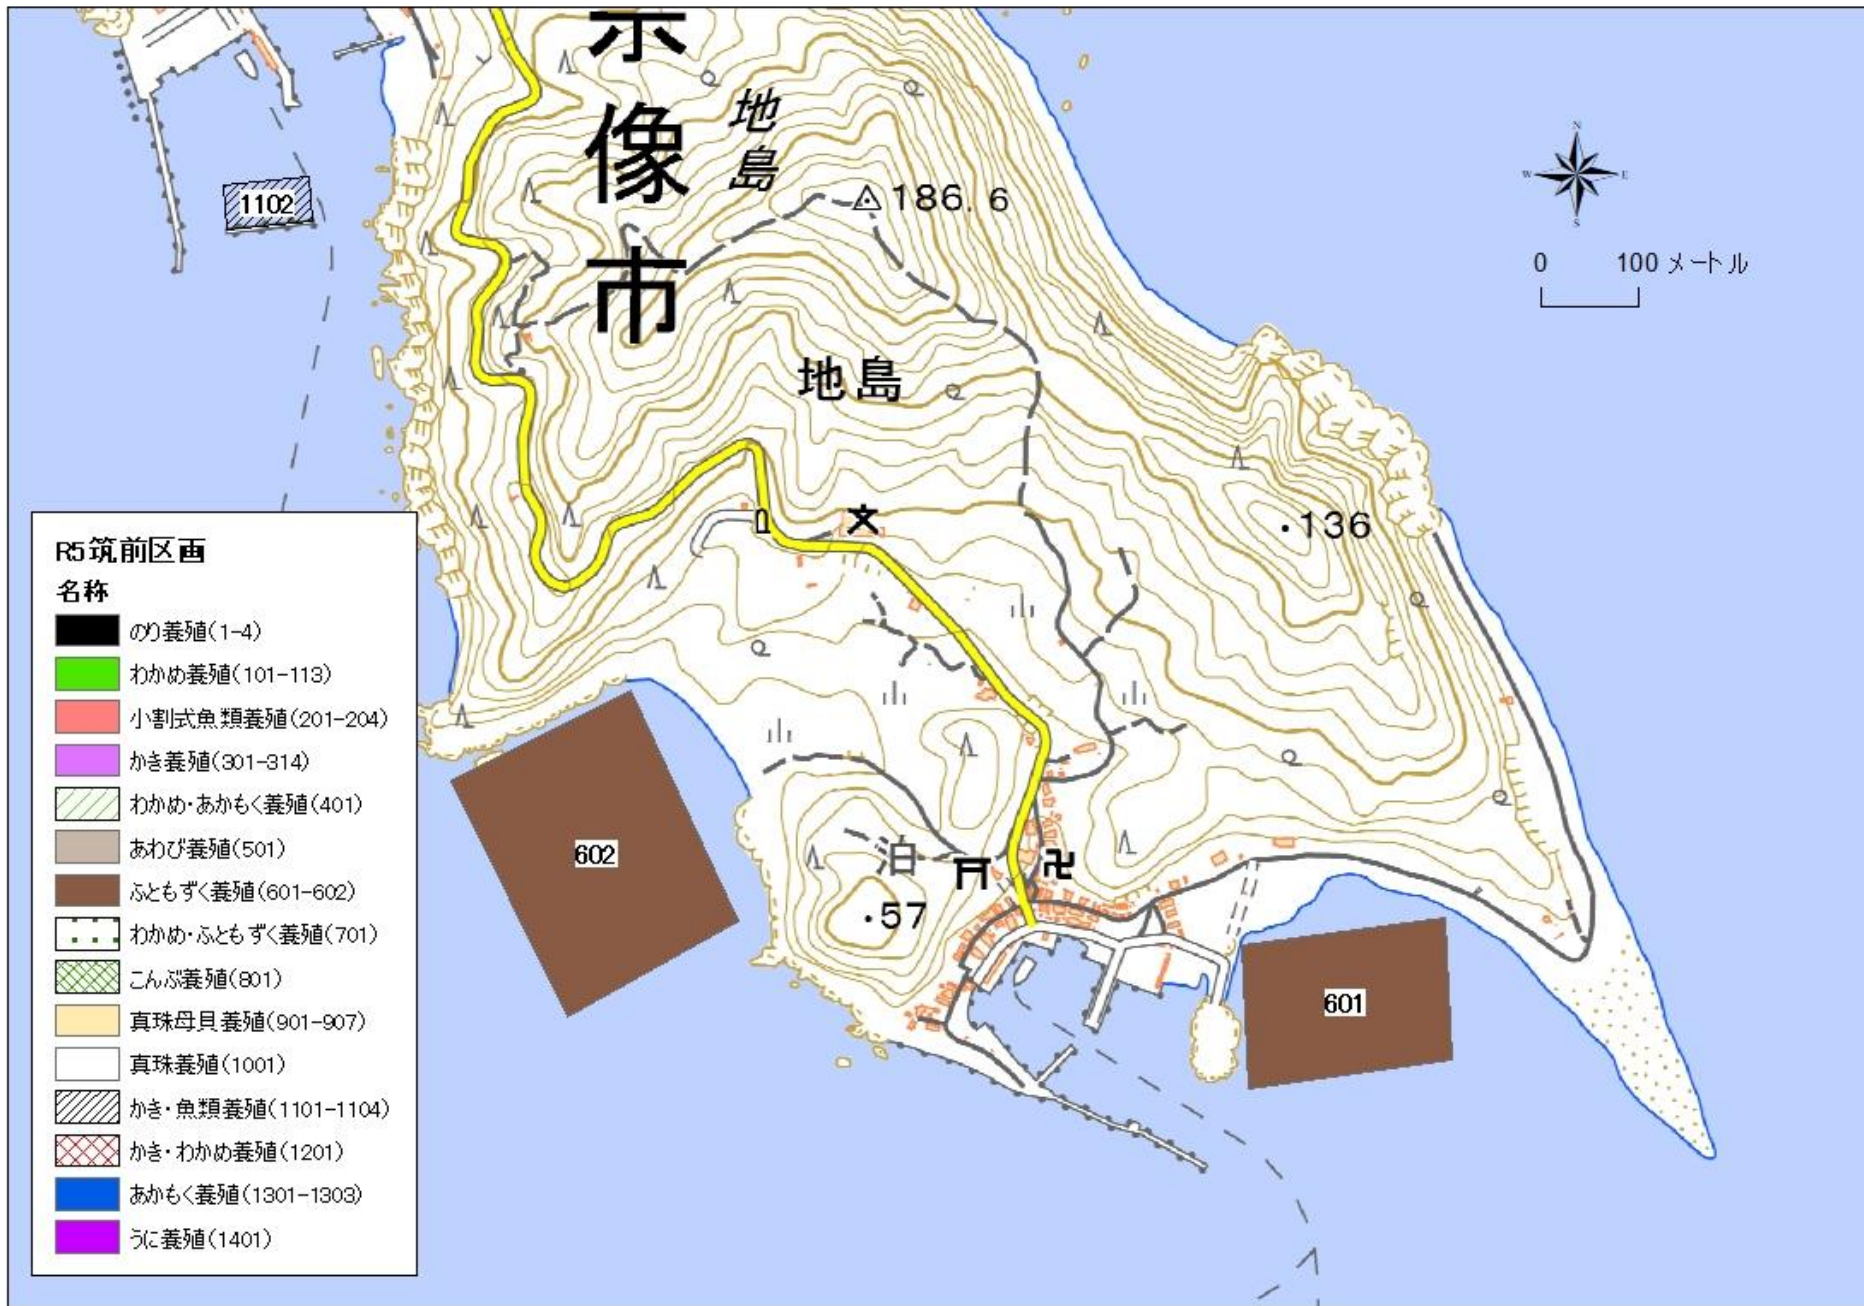 宗
像
市
地
島
186.6
N
W
E
S
0 100 メートル
1102
地島
136
602
泊
57
601
R5筑前区画
名称
のり養殖(1-4)
わかめ養殖(101-113)
小割式魚類養殖(201-204)
かき養殖(301-314)
わかめ・あかもく養殖(401)
あわび養殖(501)
ふともずく養殖(601-602)
わかめ・ふともずく養殖(701)
こんぶ養殖(801)
真珠母貝養殖(901-907)
真珠養殖(1001)
かき・魚類養殖(1101-1104)
かき・わかめ養殖(1201)
あかもく養殖(1301-1303)
うに養殖(1401)